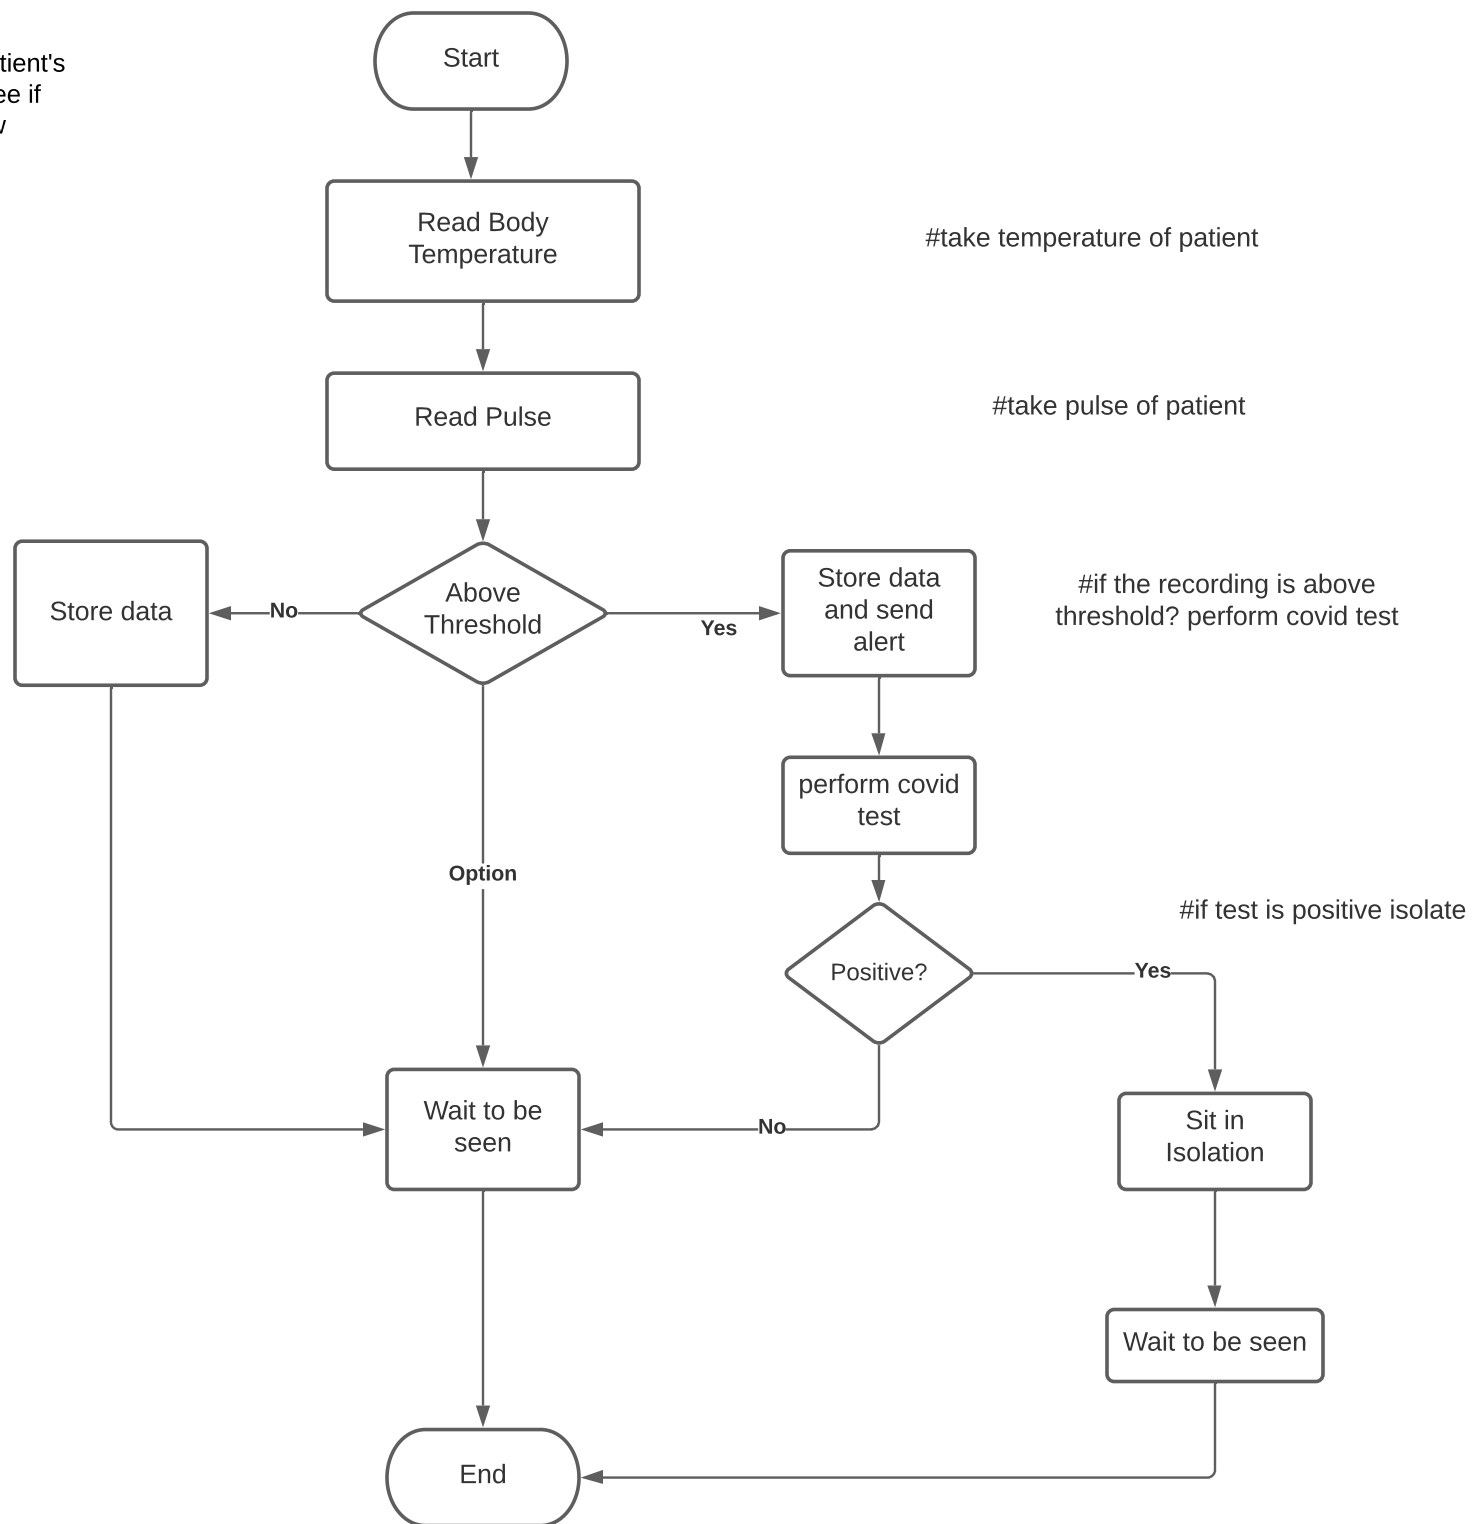 Start
tient's
ee if
Read Body
Temperature
#take temperature of patient
Read Pulse
#take pulse of patient
Store data
No
Above
Threshold
Yes
Store data
and send
alert
#if the recording is above
threshold? perform covid test
perform covid
test
Option
#if test is positive isolate
Positive?
Yes
Wait to be
seen
No
Sit in
Isolation
Wait to be seen
End